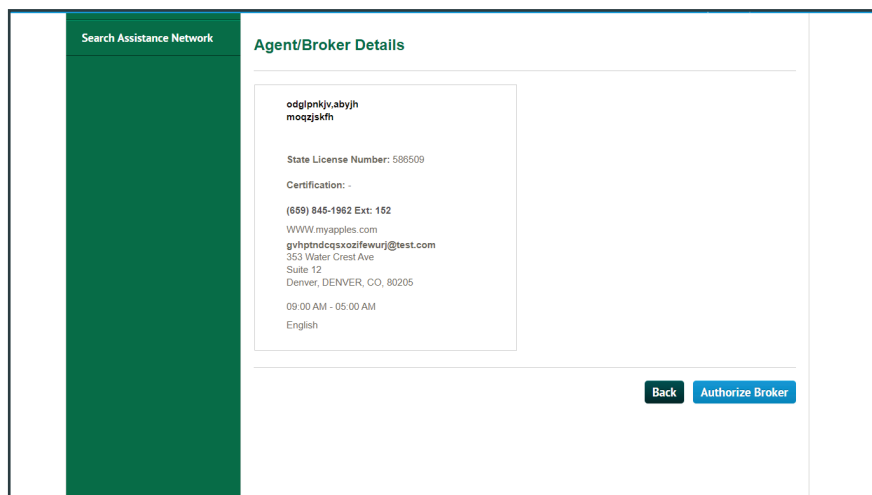 Search Assistance Network
Agent/Broker Details
odglpnkjv,abyjh
moqzjskfh
State License Number: 586509
Certification: -
(659) 845-1962 Ext: 152
WWW.myapples.com
gvhptndcqsxozifewurj@test.com
353 Water Crest Ave
Suite 12
Denver, DENVER, CO, 80205
09:00 AM - 05:00 AM
English
Back
Authorize Broker